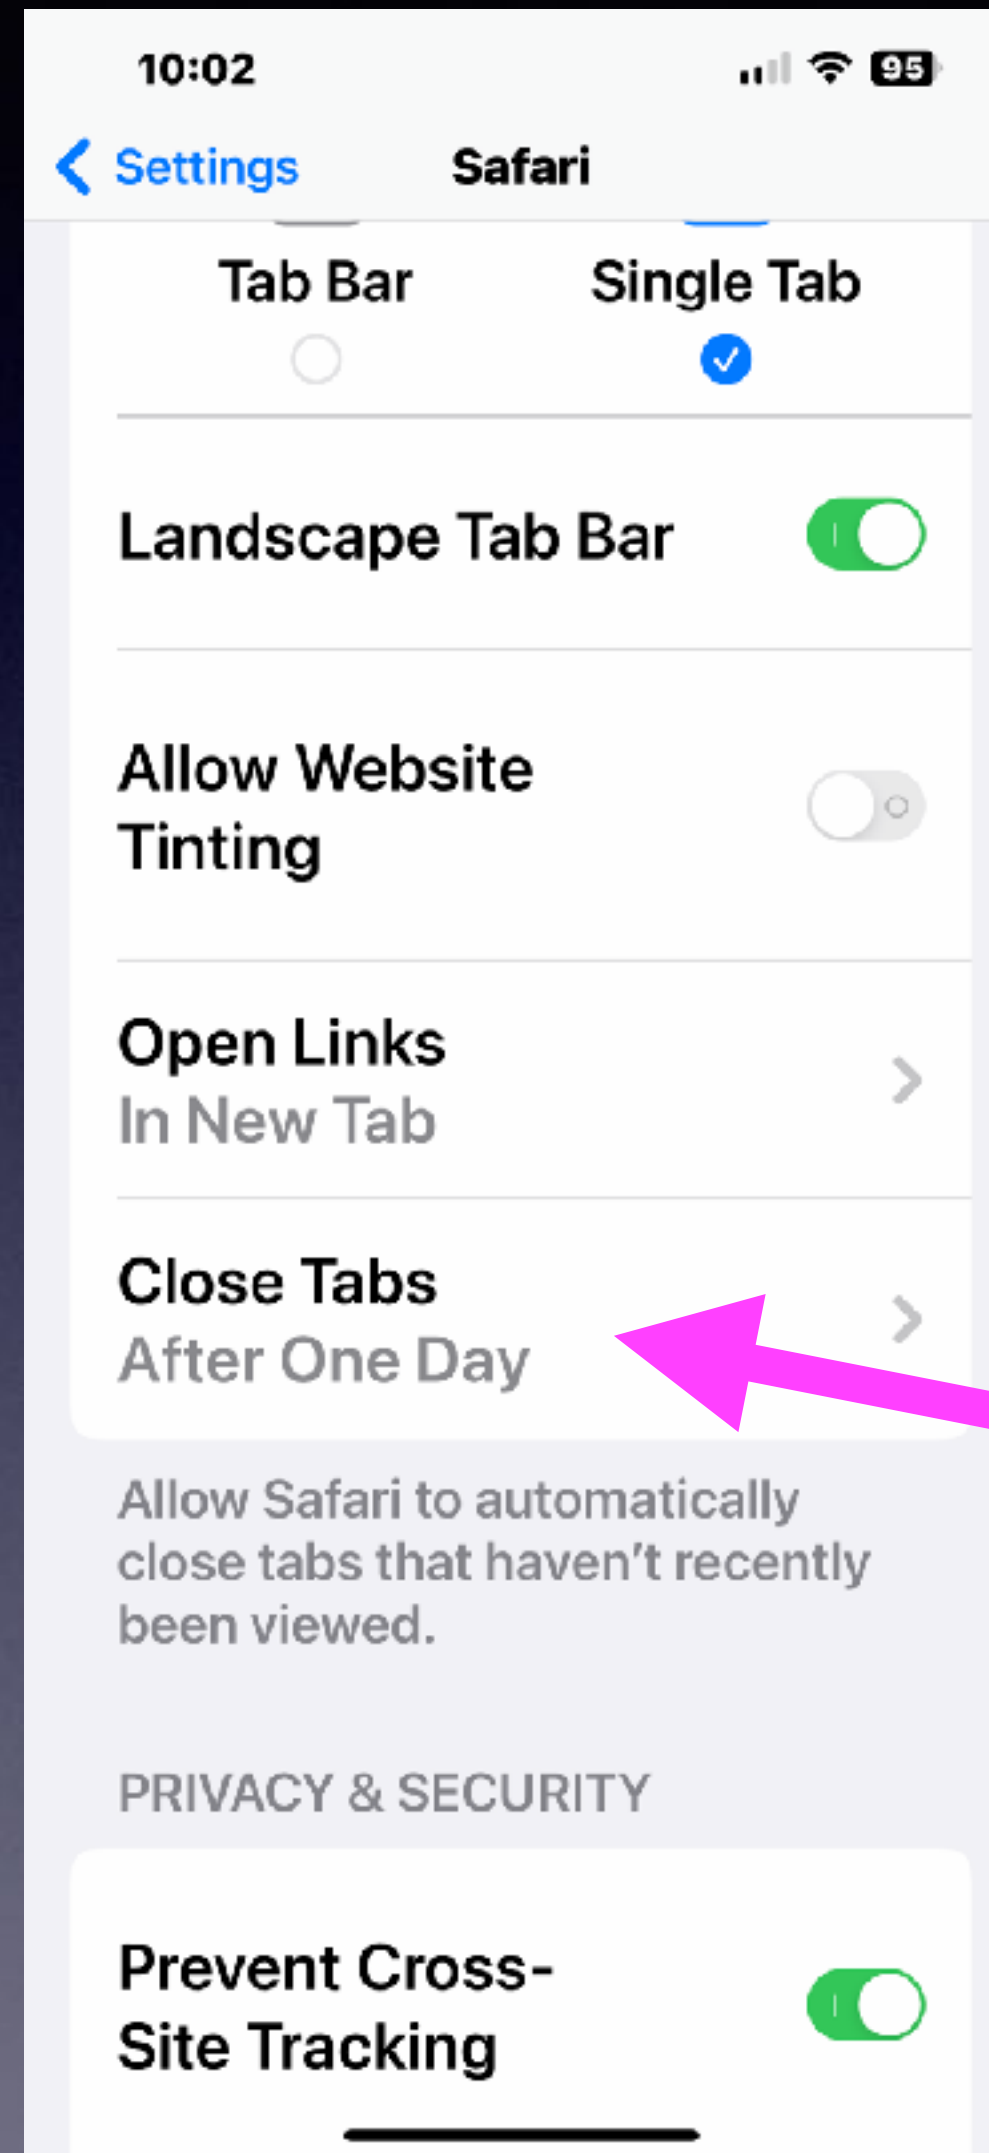 10:02 95
Settings Safari
Tab Bar Single Tab
Landscape Tab Bar
Allow Website
Tinting
Open Links
In New Tab
Close Tabs
After One Day
Allow Safari to automatically
close tabs that haven't recently
been viewed.
PRIVACY & SECURITY
Prevent Cross-
Site Tracking